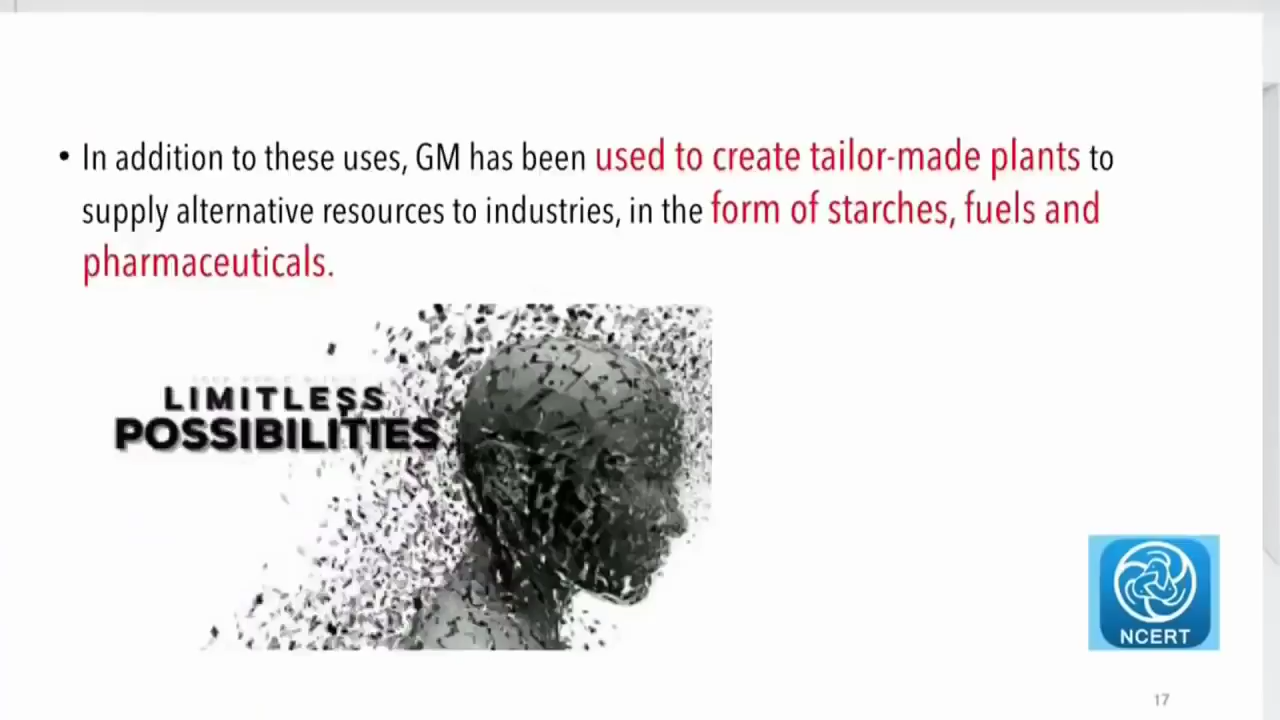 • In addition to these uses, GM has been used to create tailor-made plants to
supply alternative resources to industries, in the form of starches, fuels and
pharmaceuticals.
LIMITLESS
POSSIBILITIES
NCERT
17